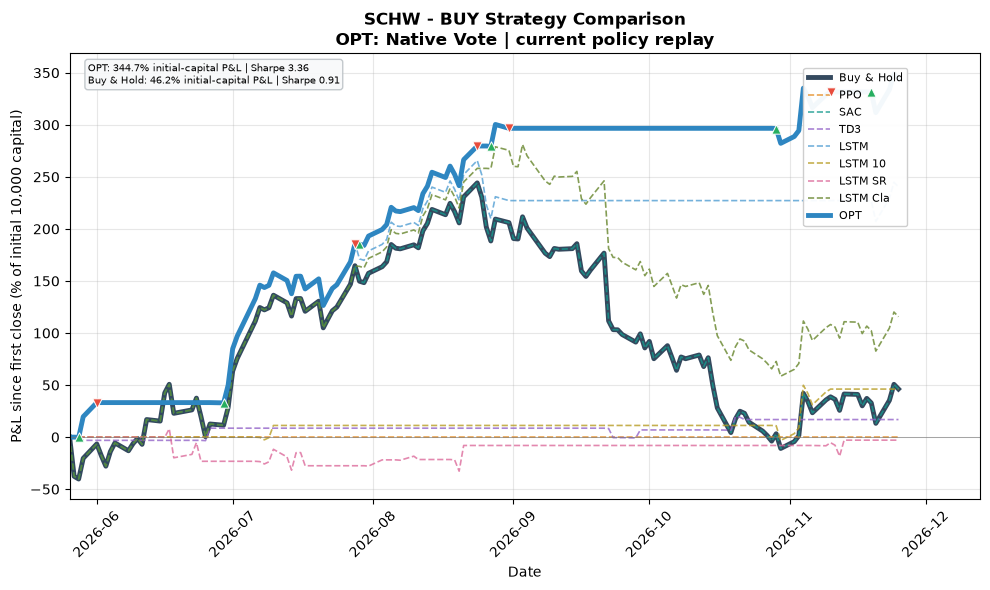 SCHW - BUY Strategy Comparison
OPT: Native Vote | current policy replay
OPT: 344.7% initial-capital P&L | Sharpe 3.36
Buy & Hold: 46.2% initial-capital P&L | Sharpe 0.91
Buy & Hold
PPO
SAC
TD3
LSTM
LSTM 10
LSTM SR
LSTM Cla
OPT
P&L since first close (% of initial 10,000 capital)
350
300
250
200
150
100
50
0
−50
2026-06
2026-07
2026-08
2026-09
2026-10
2026-11
2026-12
Date